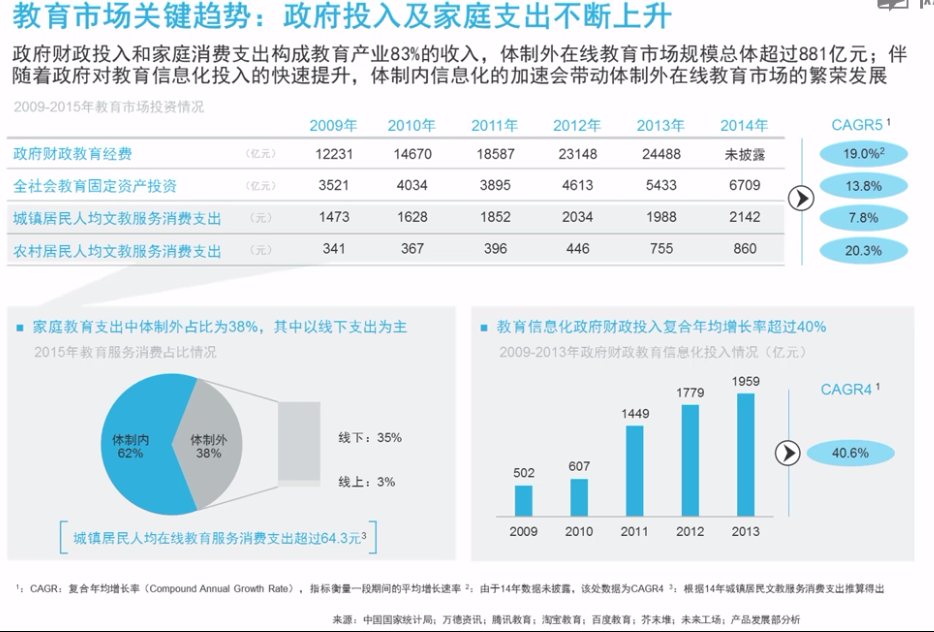 教育市场关键趋势：政府投入及家庭支出不断上升
政府财政投入和家庭消费支出构成教育产业83%的收入，体制外在线教育市场规模总体超过881亿元；伴
随着政府对教育信息化投入的快速提升，体制内信息化的加速会带动体制外在线教育市场的繁荣发展
2009-2015年教育市场投资情况
2009年 2010年 2011年 2012年 2013年 2014年 CAGR5 ¹
政府财政教育经费 （亿元） 12231 14670 18587 23148 24488 未披露 19.0%²
全社会教育固定资产投资 （亿元） 3521 4034 3895 4613 5433 6709 13.8%
城镇居民人均文教服务消费支出 （元） 1473 1628 1852 2034 1988 2142 7.8%
农村居民人均文教服务消费支出 （元） 341 367 396 446 755 860 20.3%
家庭教育支出中体制外占比为38%，其中以线下支出为主
2015年教育服务消费占比情况
体制内
62%
体制外
38%
线下：35%
线上：3%
城镇居民人均在线教育服务消费支出超过64.3元³
教育信息化政府财政投入复合年均增长率超过40%
2009-2013年政府财政教育信息化投入情况（亿元）
502 607 1449 1779 1959
2009 2010 2011 2012 2013
CAGR4 ¹
40.6%
¹：CAGR：复合年均增长率（Compound Annual Growth Rate），指标衡量一段期间的平均增长速率 ²：由于14年数据未披露，该处数据为CAGR4 ³：根据14年城镇居民文教服务消费支出推算得出
来源：中国国家统计局；万德资讯；腾讯教育；淘宝教育；百度教育；芥末堆；未来工场；产品发展部分析